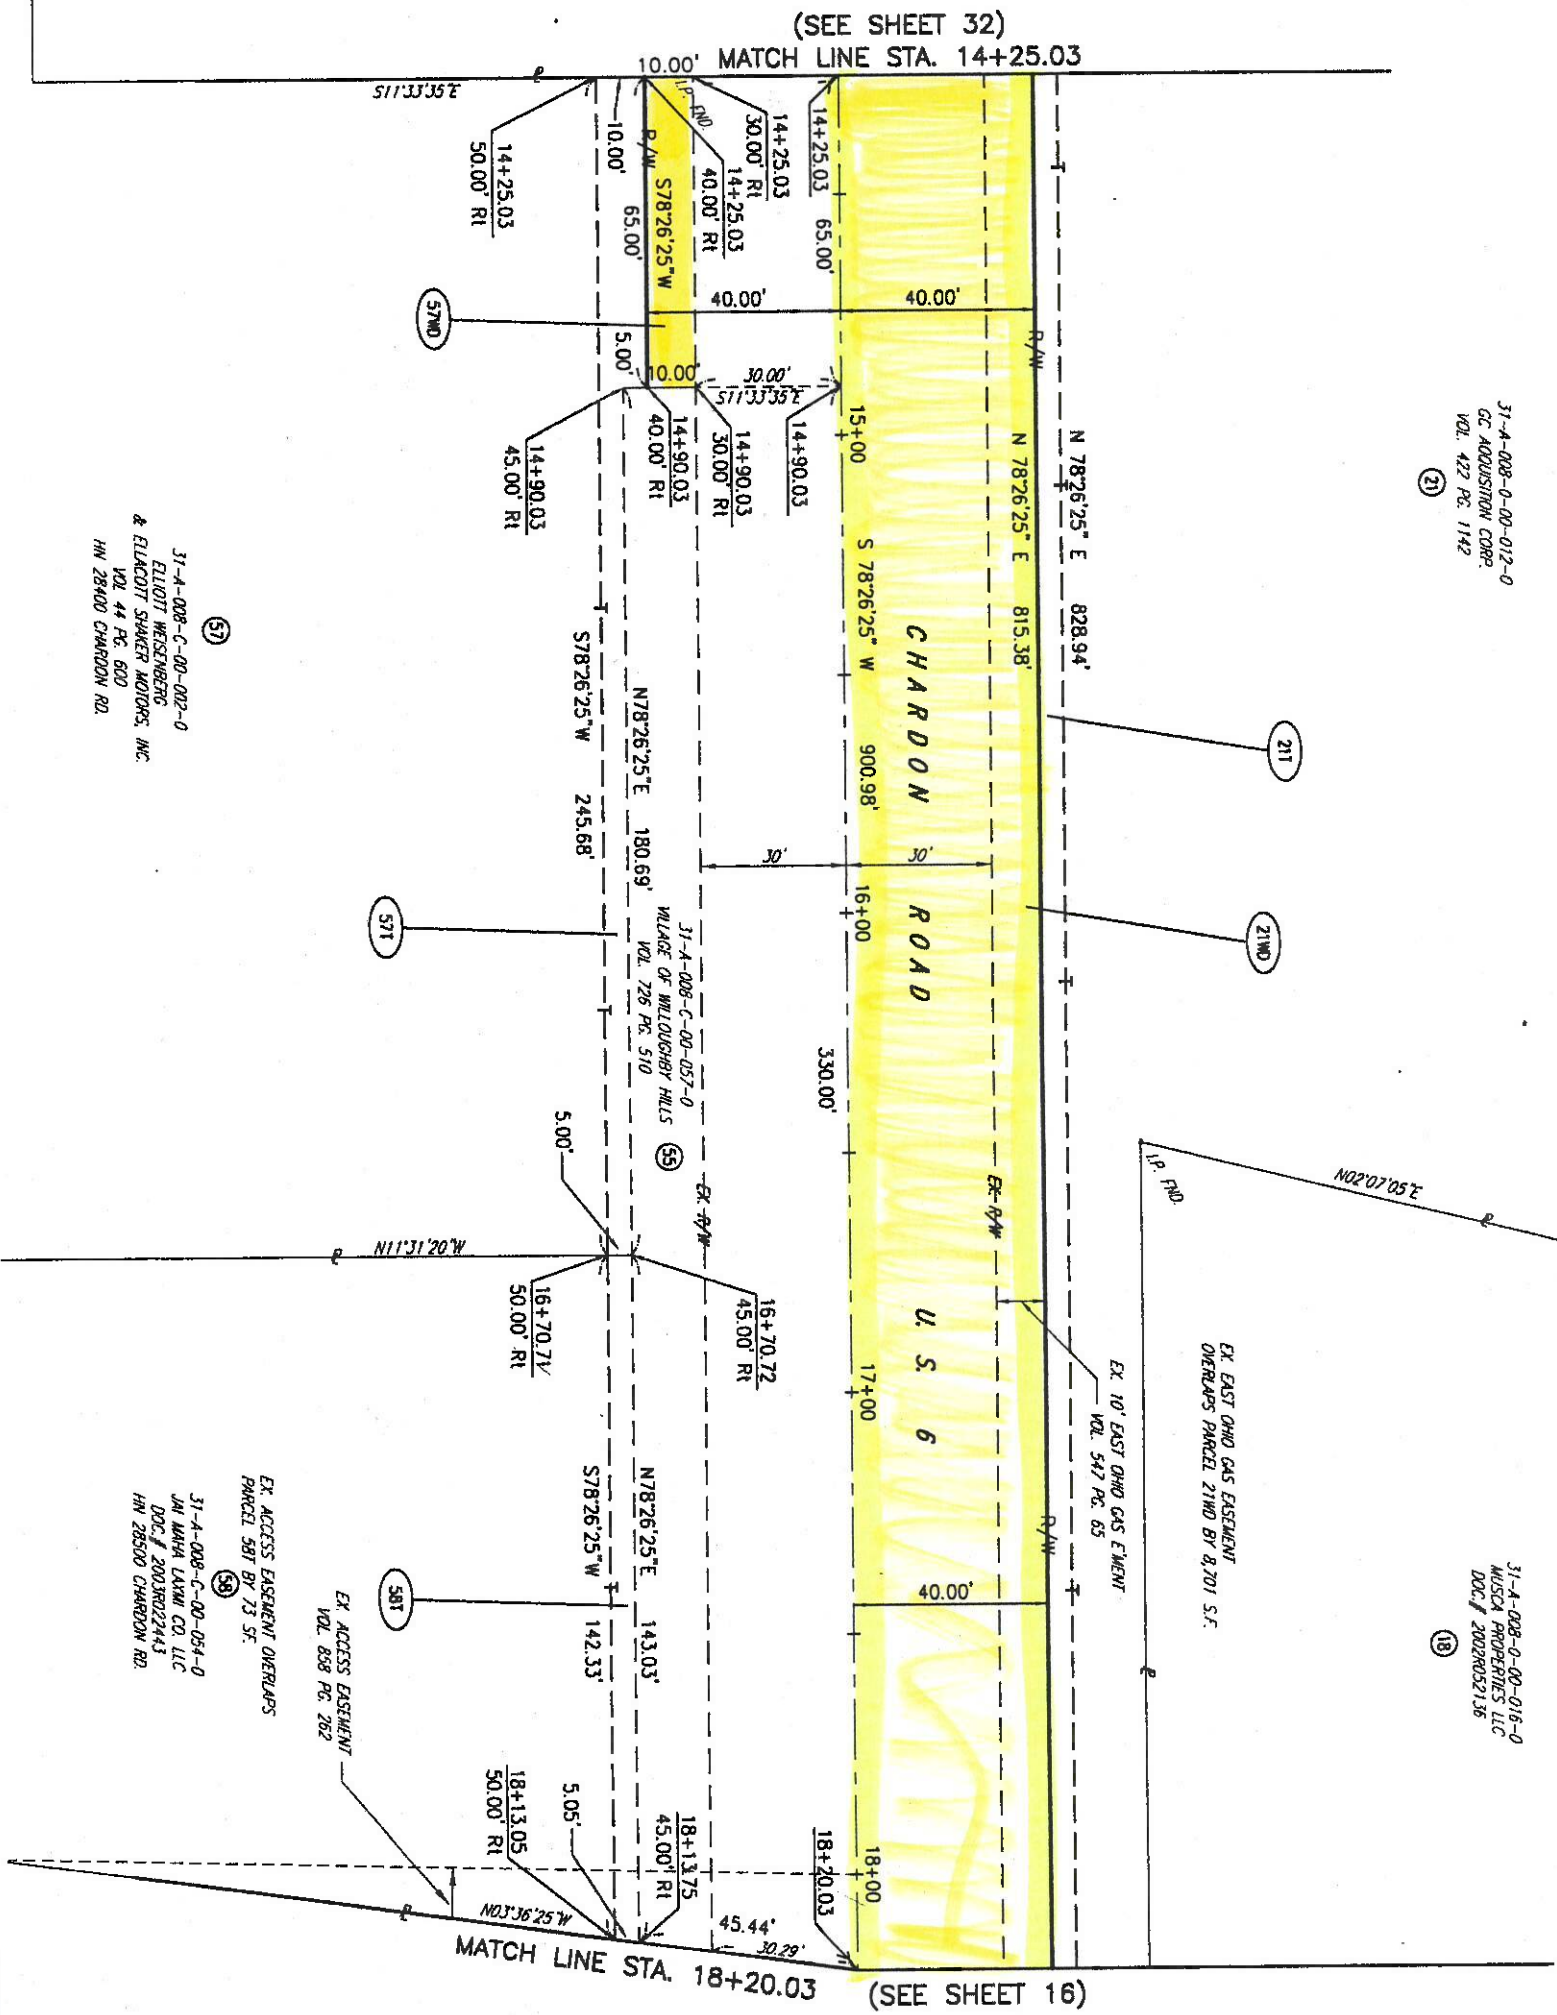 (SEE SHEET 32)
MATCH LINE STA. 14+25.03
10.00'
S11°33'35"E
I.P. FND.
10.00'
14+25.03
50.00' Rt
R/W
S78°26'25"W
65.00'
14+25.03
40.00' Rt
14+25.03
30.00' Rt
14+25.03
65.00'
40.00'
40.00'
R/W
57WD
5.00'
10.00'
30.00'
S11°33'35"E
14+90.03
45.00' Rt
14+90.03
40.00' Rt
14+90.03
30.00' Rt
14+90.03
15+00
31-A-008-0-00-012-0
GC AQQUISITION CORP.
VOL. 422 PG. 1142
21
N 78°26'25" E 828.94'
N 78°26'25" E 815.38'
S 78°26'25" W 900.98'
CHARDON ROAD U. S. 6
21T
21WD
30'
30'
16+00
330.00'
57
31-A-008-C-00-002-0
ELLIOTT WEISENBERG
& ELLACOTT SHAKER MOTORS, INC.
VOL 44 PG. 600
HN 28400 CHARDON RD.
S78°26'25"W 245.68'
N78°26'25"E 180.69'
57T
31-A-008-C-00-057-0
VILLAGE OF WILLOUGHBY HILLS
VOL. 726 PG. 510
55
EX. R/W
EX. R/W
5.00'
N11°31'20"W
16+70.71
50.00' Rt
16+70.72
45.00' Rt
17+00
I.P. FND.
N02°07'05"E
EX. 10' EAST OHIO GAS E'MENT
VOL. 547 PG. 65
EX. EAST OHIO GAS EASEMENT
OVERLAPS PARCEL 21WD BY 8,701 S.F.
31-A-008-0-00-016-0
MUSCA PROPERTIES LLC
DOC.# 2002R052136
18
R/W
40.00'
N78°26'25"E 143.03'
S78°26'25"W 142.33'
58T
EX. ACCESS EASEMENT OVERLAPS
PARCEL 58T BY 73 SF.
58
31-A-008-C-00-054-0
JAI MAHA LAXMI CO. LLC
DOC.# 2003R022443
HN 28500 CHARDON RD.
EX. ACCESS EASEMENT
VOL 858 PG. 262
18+13.05
50.00' Rt
5.05'
18+13.75
45.00' Rt
18+20.03
18+00
N03°36'25"W
45.44'
30.29'
MATCH LINE STA. 18+20.03
(SEE SHEET 16)